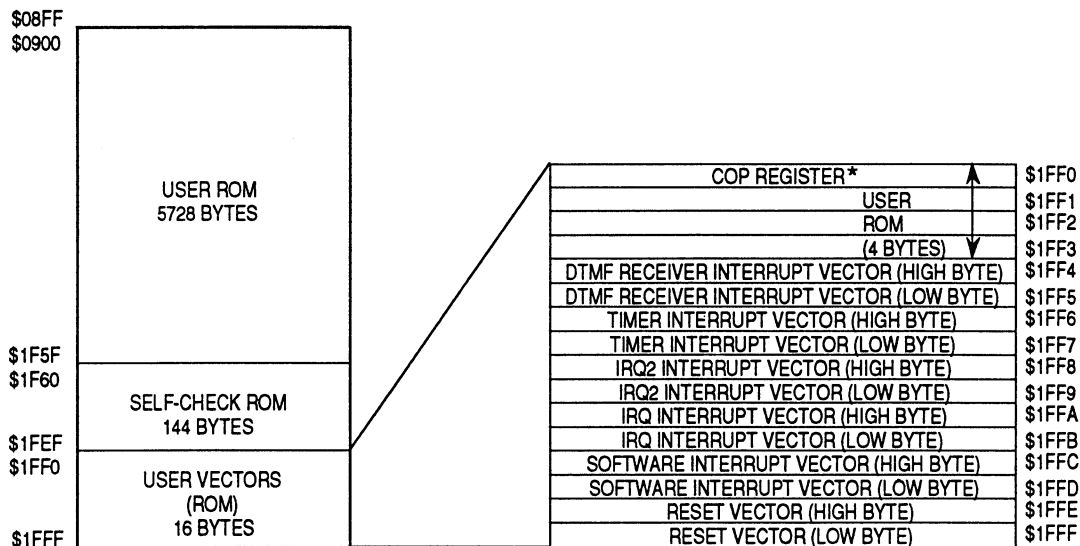 $08FF
$0900
USER ROM
5728 BYTES
$1F5F
$1F60
SELF-CHECK ROM
144 BYTES
$1FEF
$1FF0
USER VECTORS
(ROM)
16 BYTES
$1FFF
COP REGISTER* $1FF0
USER $1FF1
ROM $1FF2
(4 BYTES) $1FF3
DTMF RECEIVER INTERRUPT VECTOR (HIGH BYTE) $1FF4
DTMF RECEIVER INTERRUPT VECTOR (LOW BYTE) $1FF5
TIMER INTERRUPT VECTOR (HIGH BYTE) $1FF6
TIMER INTERRUPT VECTOR (LOW BYTE) $1FF7
IRQ2 INTERRUPT VECTOR (HIGH BYTE) $1FF8
IRQ2 INTERRUPT VECTOR (LOW BYTE) $1FF9
IRQ INTERRUPT VECTOR (HIGH BYTE) $1FFA
IRQ INTERRUPT VECTOR (LOW BYTE) $1FFB
SOFTWARE INTERRUPT VECTOR (HIGH BYTE) $1FFC
SOFTWARE INTERRUPT VECTOR (LOW BYTE) $1FFD
RESET VECTOR (HIGH BYTE) $1FFE
RESET VECTOR (LOW BYTE) $1FFF